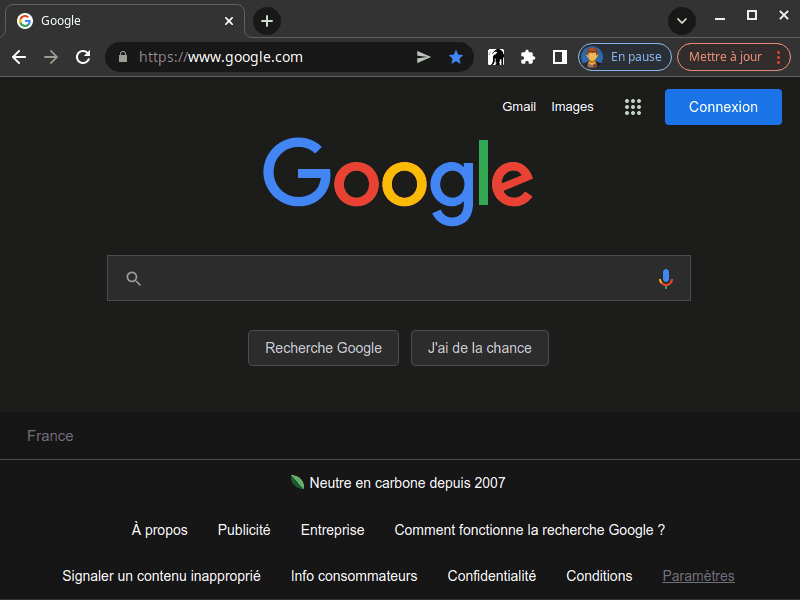 Google
https://www.google.com
En pause
Mettre à jour
Gmail Images
Connexion
Google
Recherche Google
J'ai de la chance
France
Neutre en carbone depuis 2007
À propos Publicité Entreprise Comment fonctionne la recherche Google ?
Signaler un contenu inapproprié Info consommateurs Confidentialité Conditions Paramètres